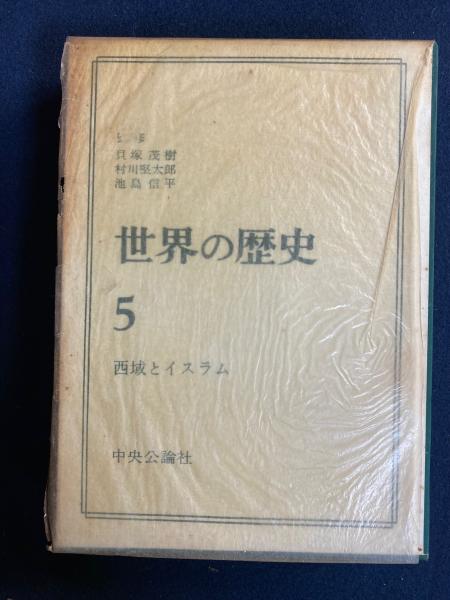 貝塚茂樹
村川堅太郎
池島信平
世界の歴史
5
西域とイスラム
中央公論社